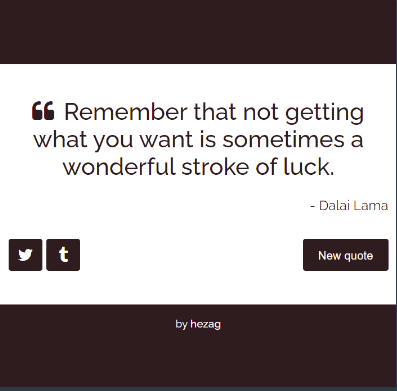 ❝ Remember that not getting
what you want is sometimes a
wonderful stroke of luck.
- Dalai Lama
New quote
by hezag